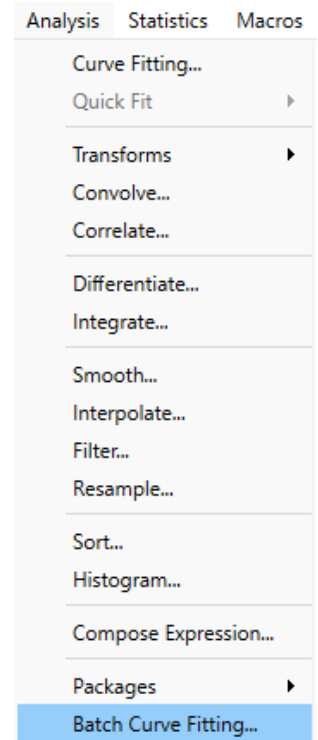 Analysis Statistics Macros
Curve Fitting...
Quick Fit
Transforms
Convolve...
Correlate...
Differentiate...
Integrate...
Smooth...
Interpolate...
Filter...
Resample...
Sort...
Histogram...
Compose Expression...
Packages
Batch Curve Fitting...